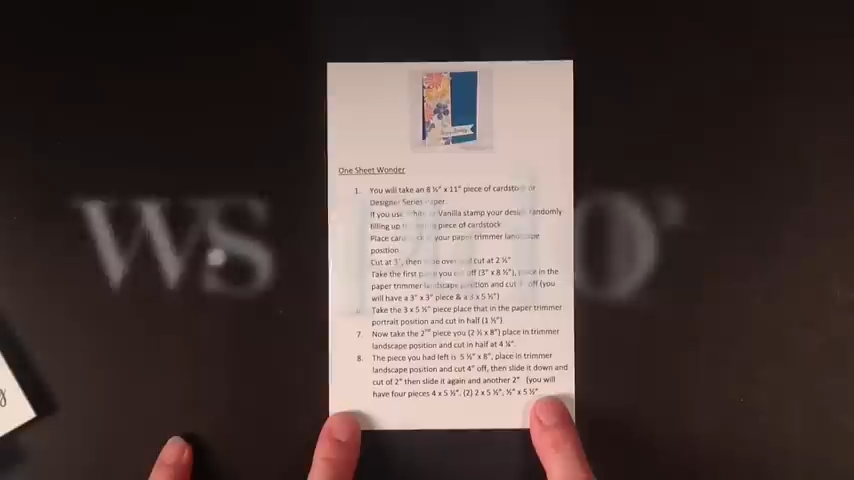 One Sheet Wonder
1. You will take an 8 ½" x 11" piece of cardstock or
Designer Series Paper.
If you use White or Vanilla stamp your design randomly
filling up the piece of cardstock
Place cardstock in your paper trimmer landscape
position.
Cut at 3", then slide over and cut at 2 ½"
Take the first piece you cut off (3" x 8 ½"), place in the
paper trimmer landscape position and cut 3" off (you
will have a 3" x 3" piece & a 3 x 5 ½")
Take the 3 x 5 ½" piece place that in the paper trimmer
portrait position and cut in half (1 ½")
7. Now take the 2nd piece you (2 ½ x 8") place in trimmer
landscape position and cut in half at 4 ¼".
8. The piece you had left is 5 ½" x 8", place in trimmer
landscape position and cut 4" off, then slide it down and
cut of 2" then slide it again and another 2" (you will
have four pieces 4 x 5 ½", (2) 2 x 5 ½", ½" x 5 ½"